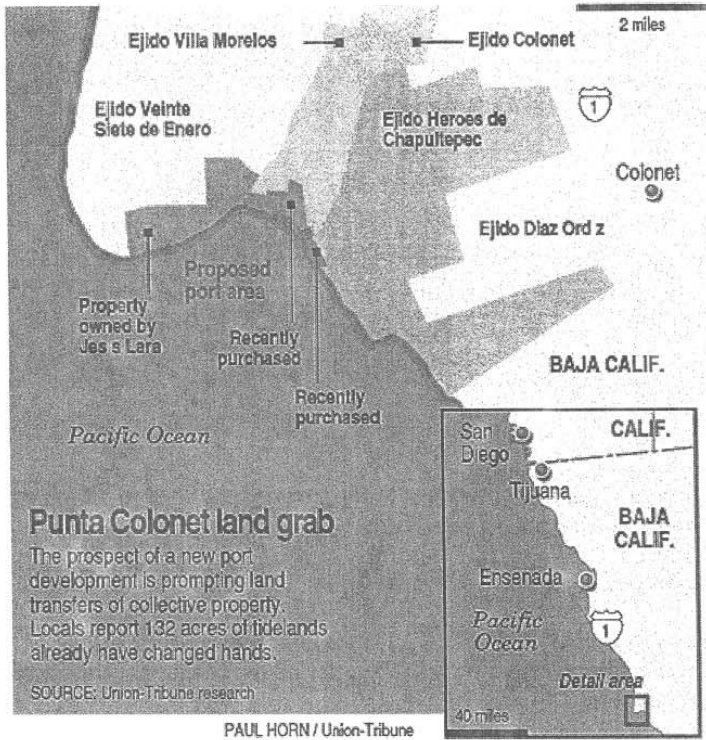 2 miles
Ejido Villa Morelos
Ejido Colonet
1
Ejido Veinte
Siete de Enero
Ejido Heroes de
Chapultepec
Colonet
Ejido Diaz Ord z
Proposed
port area
Property
owned by
Jes s Lara
Recently
purchased
Recently
purchased
BAJA CALIF.
Pacific Ocean
Punta Colonet land grab
The prospect of a new port
development is prompting land
transfers of collective property.
Locals report 132 acres of tidelands
already have changed hands.
SOURCE: Union-Tribune research
San
Diego
CALIF.
Tijuana
BAJA
CALIF.
Ensenada
Pacific
Ocean
1
Detail area
40 miles
PAUL HORN / Union-Tribune